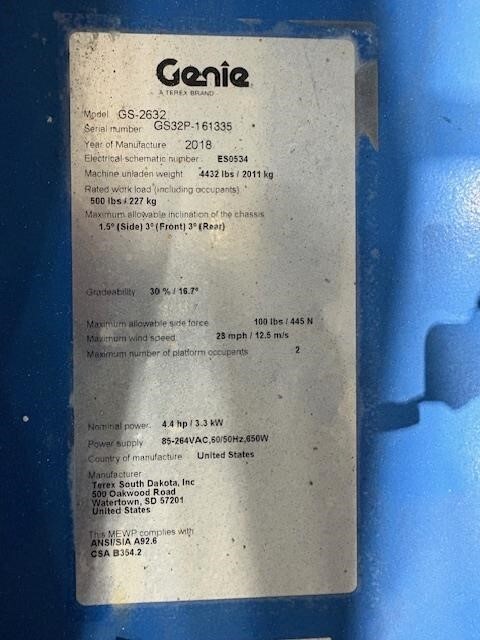 Genie
A TEREX BRAND
Model GS-2632
Serial number GS32P-161335
Year of Manufacture 2018
Electrical schematic number ES0534
Machine unladen weight 4432 lbs / 2011 kg
Rated work load (including occupants)
500 lbs / 227 kg
Maximum allowable inclination of the chassis
1.5° (Side) 3° (Front) 3° (Rear)
Gradeability 30 % / 16.7°
Maximum allowable side force 100 lbs / 445 N
Maximum wind speed 28 mph / 12.5 m/s
Maximum number of platform occupants 2
Nominal power 4.4 hp / 3.3 kW
Power supply 85-264VAC,60/50Hz,650W
Country of manufacture United States
Manufacturer
Terex South Dakota, Inc
500 Oakwood Road
Watertown, SD 57201
United States
This MEWP complies with
ANSI/SIA A92.6
CSA B354.2